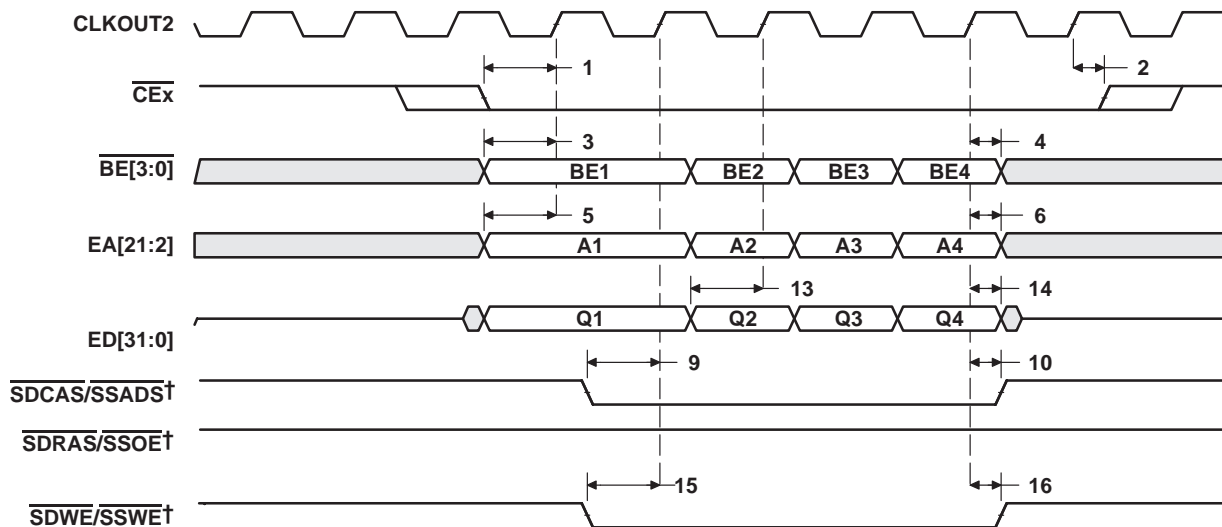 CLKOUT2
1 2
CEx
3 4
BE[3:0] BE1 BE2 BE3 BE4
5 6
EA[21:2] A1 A2 A3 A4
13 14
Q1 Q2 Q3 Q4
ED[31:0]
9 10
SDCAS/SSADS†
SDRAS/SSOE†
15 16
SDWE/SSWE†